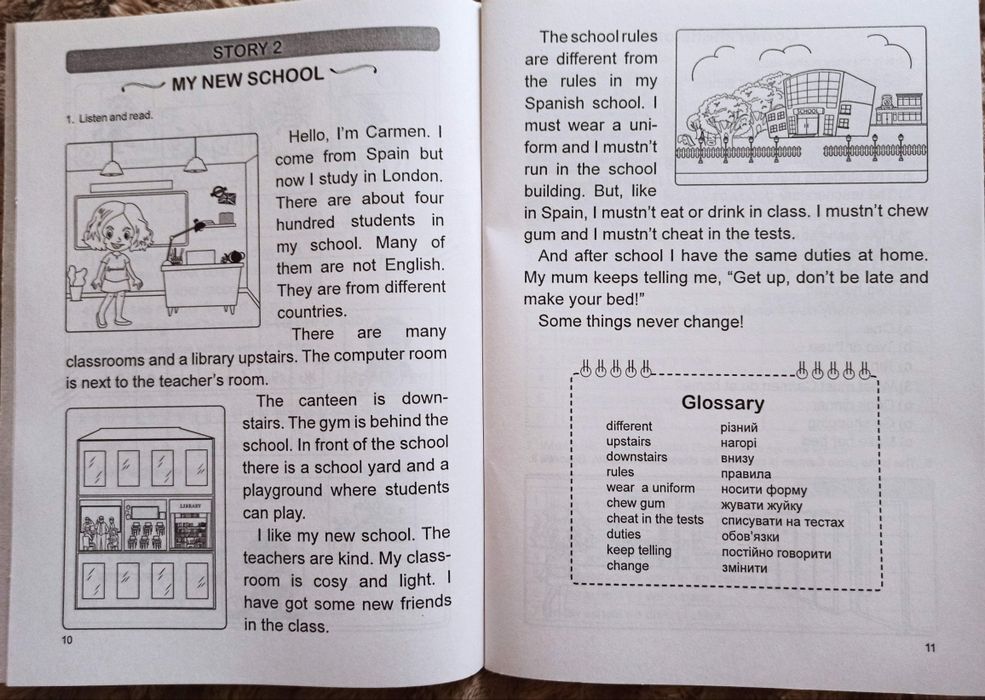 STORY 2
MY NEW SCHOOL
1. Listen and read.
Hello, I'm Carmen. I
come from Spain but
now I study in London.
There are about four
hundred students in
my school. Many of
them are not English.
They are from different
countries.
There are many
classrooms and a library upstairs. The computer room
is next to the teacher's room.
The canteen is down-
stairs. The gym is behind the
school. In front of the school
there is a school yard and a
playground where students
can play.
LIBRARY
I like my new school. The
teachers are kind. My class-
room is cosy and light. I
have got some new friends
in the class.
10
The school rules
are different from
the rules in my
Spanish school. I
must wear a uni-
form and I mustn't
run in the school
building. But, like
in Spain, I mustn't eat or drink in class. I mustn't chew
gum and I mustn't cheat in the tests.
SCHOOL
And after school I have the same duties at home.
My mum keeps telling me, “Get up, don't be late and
make your bed!”
Some things never change!
Glossary
different різний
upstairs нагорі
downstairs внизу
rules правила
wear a uniform носити форму
chew gum жувати жуйку
cheat in the tests списувати на тестах
duties обов'язки
keep telling постійно говорити
change змінити
11